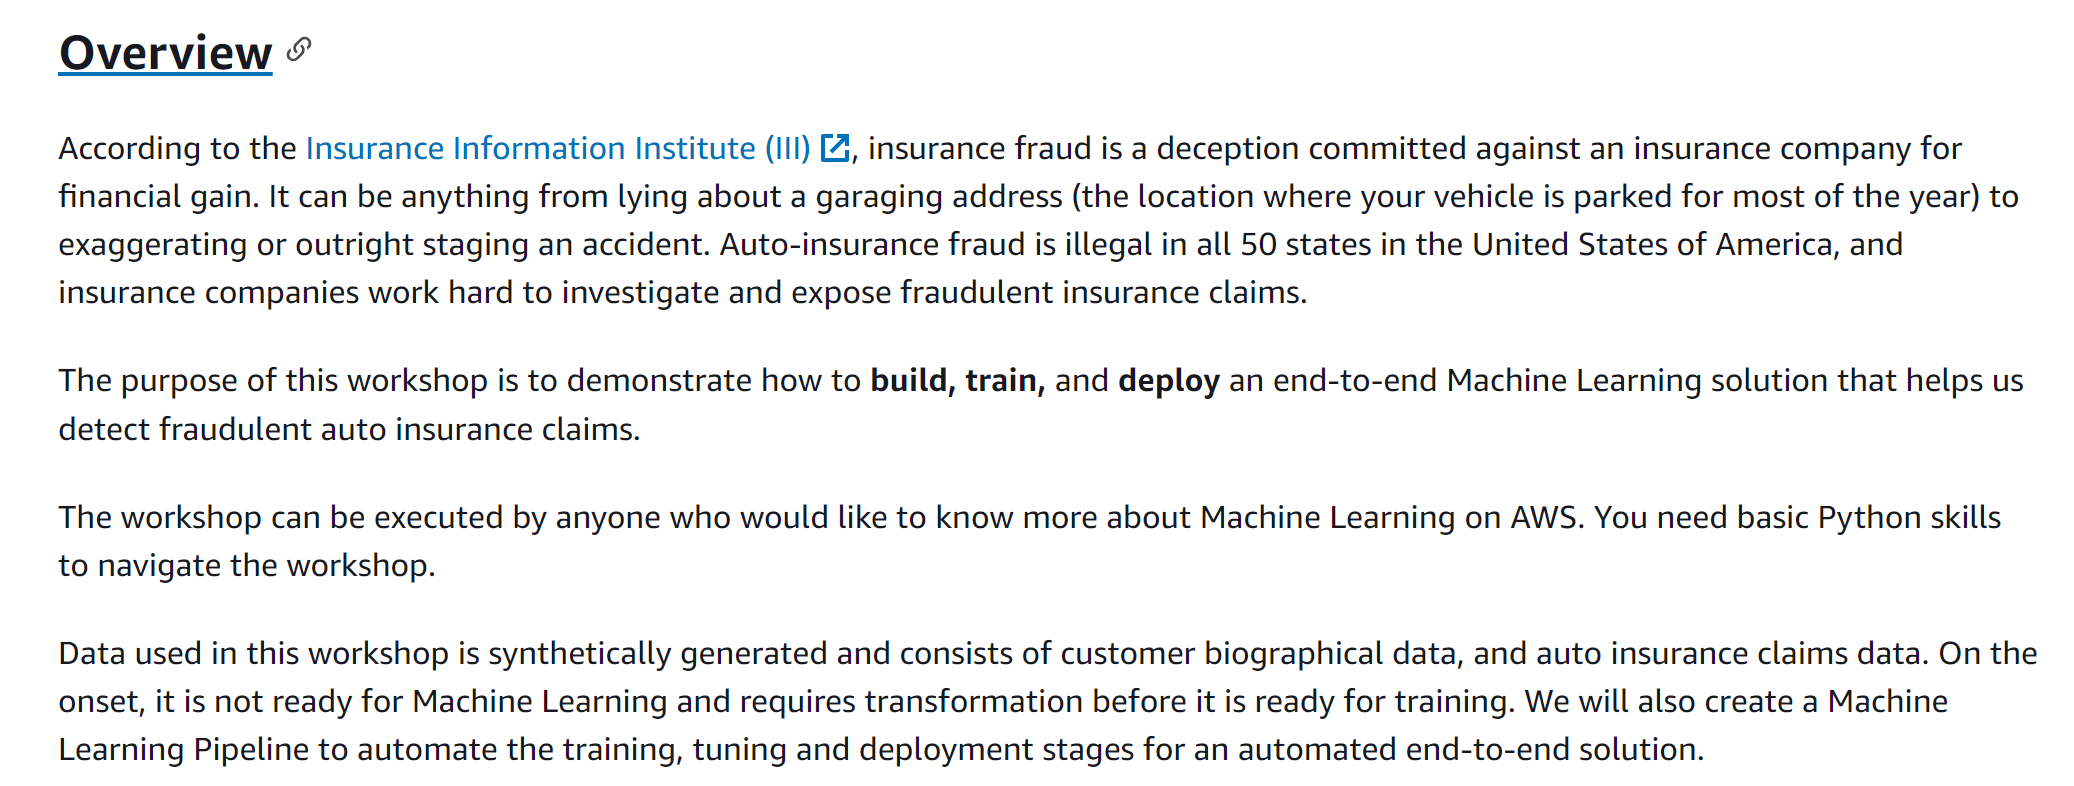 Overview
According to the Insurance Information Institute (III), insurance fraud is a deception committed against an insurance company for
financial gain. It can be anything from lying about a garaging address (the location where your vehicle is parked for most of the year) to
exaggerating or outright staging an accident. Auto-insurance fraud is illegal in all 50 states in the United States of America, and
insurance companies work hard to investigate and expose fraudulent insurance claims.
The purpose of this workshop is to demonstrate how to build, train, and deploy an end-to-end Machine Learning solution that helps us
detect fraudulent auto insurance claims.
The workshop can be executed by anyone who would like to know more about Machine Learning on AWS. You need basic Python skills
to navigate the workshop.
Data used in this workshop is synthetically generated and consists of customer biographical data, and auto insurance claims data. On the
onset, it is not ready for Machine Learning and requires transformation before it is ready for training. We will also create a Machine
Learning Pipeline to automate the training, tuning and deployment stages for an automated end-to-end solution.